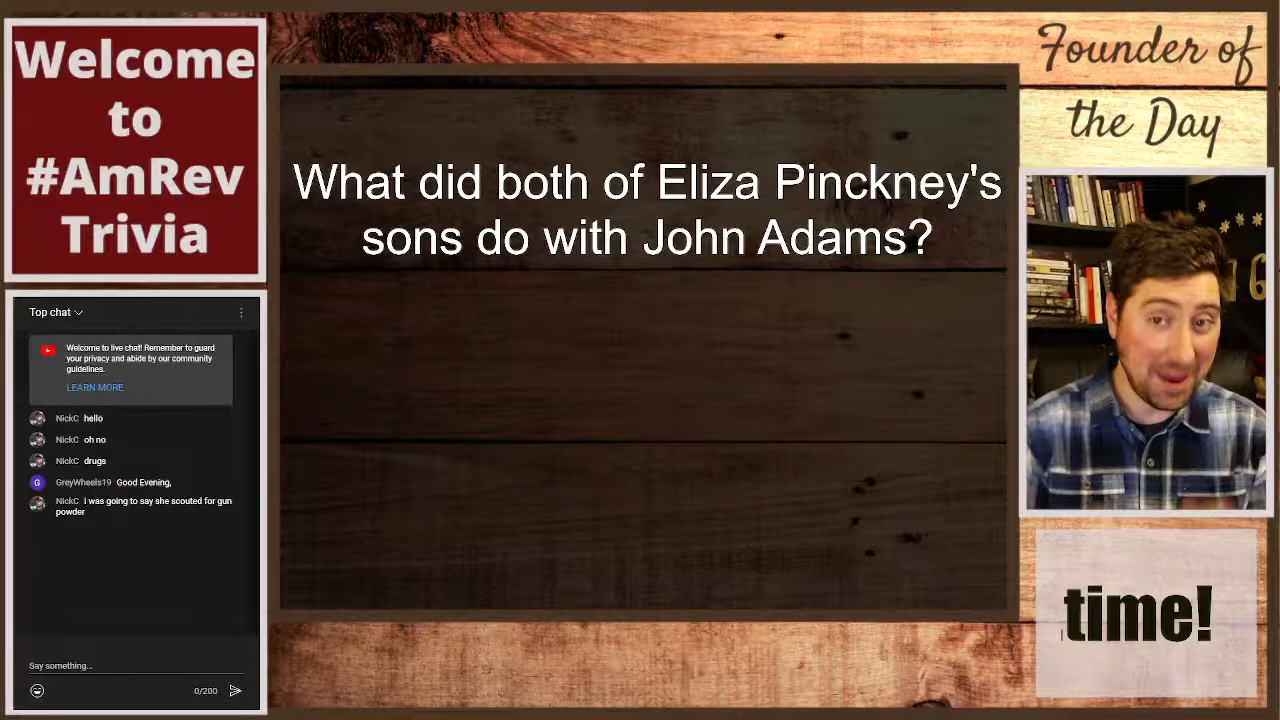 Welcome
to
#AmRev
Trivia
Founder of
the Day
What did both of Eliza Pinckney's
sons do with John Adams?
Top chat
Welcome to live chat! Remember to guard
your privacy and abide by our community
guidelines.
LEARN MORE
NickC hello
NickC oh no
NickC drugs
G GreyWheels19 Good Evening,
NickC I was going to say she scouted for gun
powder
Say something...
0/200
time!